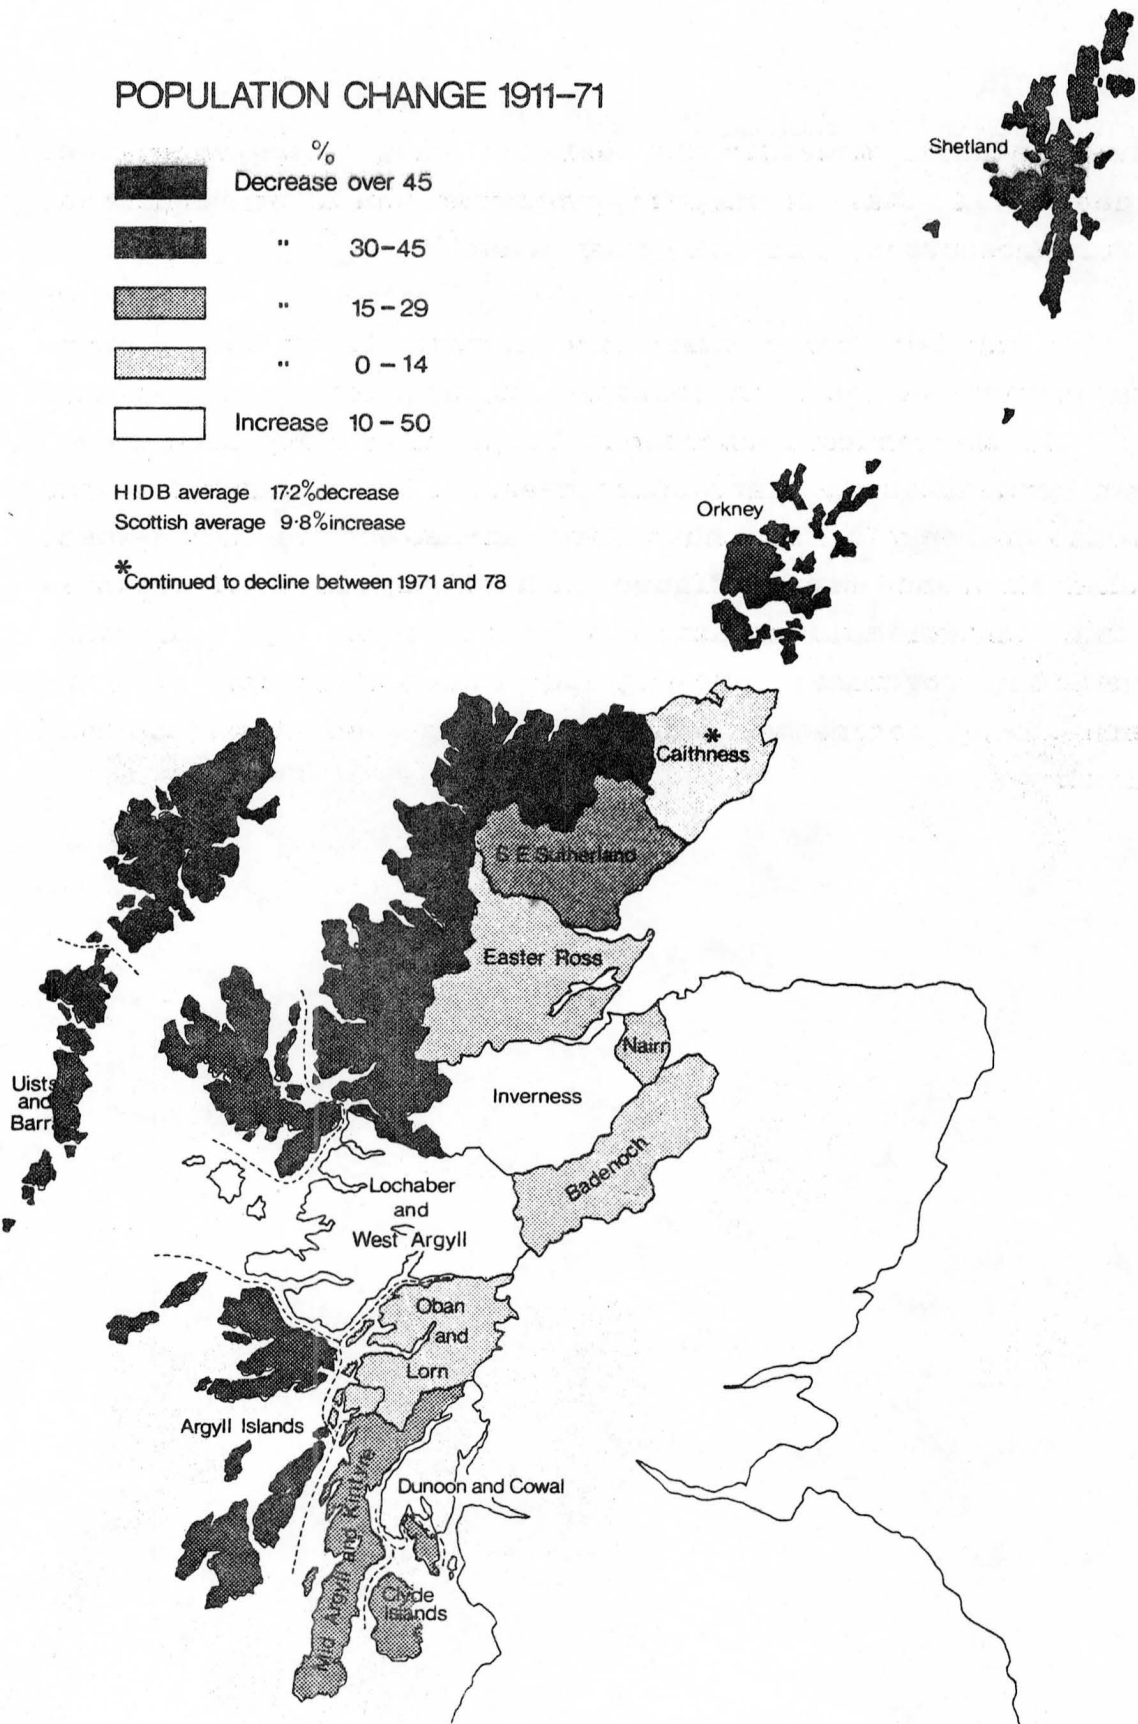 POPULATION CHANGE 1911–71
%
Decrease over 45
" 30–45
" 15–29
" 0–14
Increase 10–50
HIDB average 17·2% decrease
Scottish average 9·8% increase
*Continued to decline between 1971 and 78
Shetland
Orkney
*
Caithness
S E Sutherland
Easter Ross
Nairn
Inverness
Badenoch
Uists
and
Barra
Lochaber
and
West Argyll
Oban
and
Lorn
Argyll Islands
Dunoon and Cowal
Mid Argyll and Kintyre
Clyde
Islands